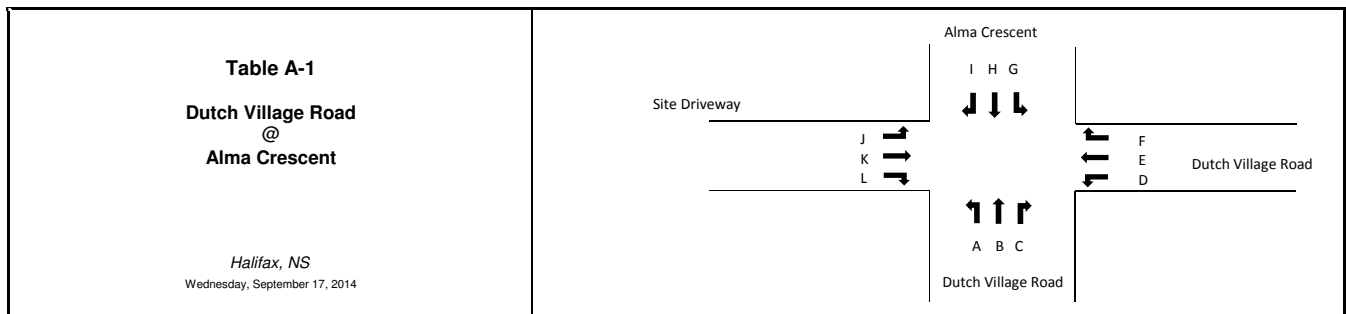 Table A-1
Dutch Village Road
@
Alma Crescent
Halifax, NS
Wednesday, September 17, 2014
Alma Crescent
I H G
Site Driveway
J
K
L
F
E
D
Dutch Village Road
A B C
Dutch Village Road